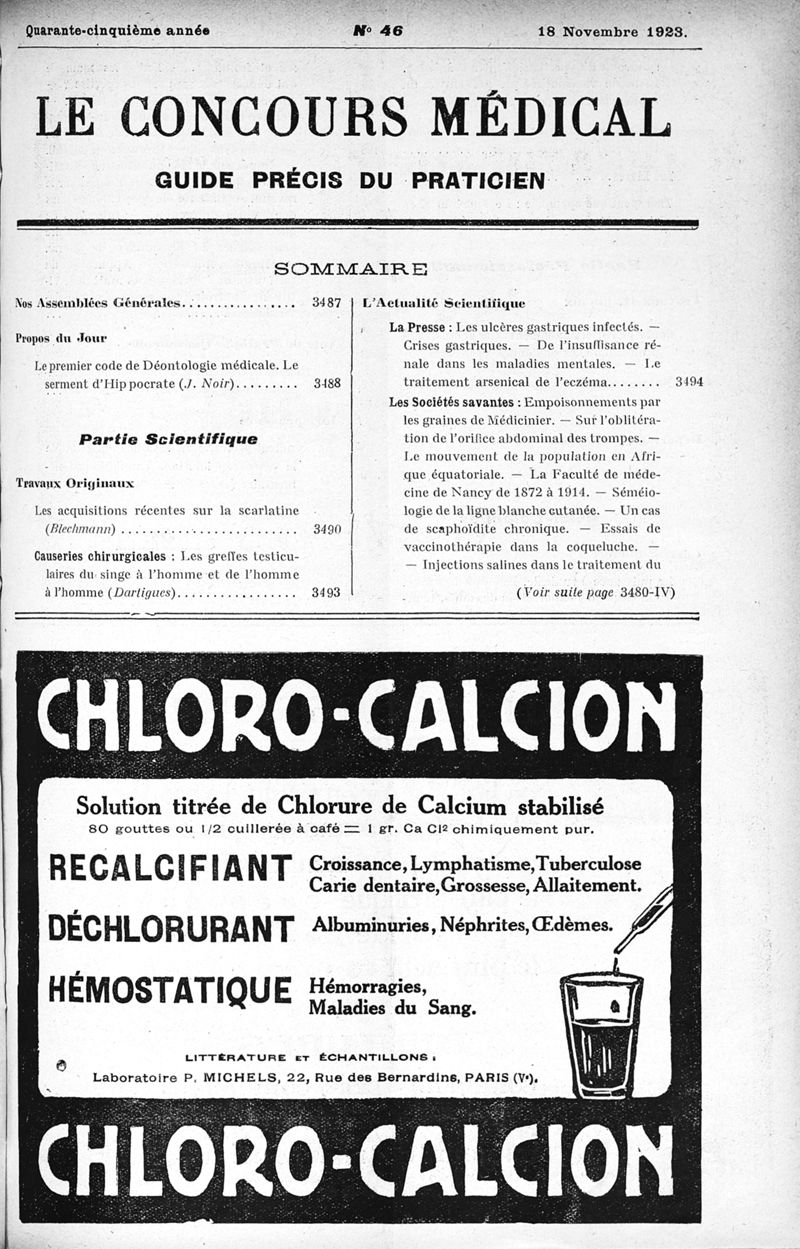 Quarante-cinquième année
No 46
18 Novembre 1923.
LE CONCOURS MÉDICAL
GUIDE PRÉCIS DU PRATICIEN
SOMMAIRE
Nos Assemblées Générales................ 3487
Propos du Jour
Le premier code de Déontologie médicale. Le
serment d'Hippocrate (J. Noir)......... 3488
Partie Scientifique
Travaux Originaux
Les acquisitions récentes sur la scarlatine
(Blechmann) ......................... 3490
Causeries chirurgicales : Les greffes testicu-
laires du singe à l'homme et de l'homme
à l'homme (Dartigues)................. 3493
L'Actualité Scientifique
La Presse : Les ulcères gastriques infectés. —
Crises gastriques. — De l'insuffisance ré-
nale dans les maladies mentales. — Le
traitement arsenical de l'eczéma........ 3494
Les Sociétés savantes : Empoisonnements par
les graines de Médicinier. — Sur l'oblitéra-
tion de l'orifice abdominal des trompes. —
Le mouvement de la population en Afri-
que équatoriale. — La Faculté de méde-
cine de Nancy de 1872 à 1914. — Séméio-
logie de la ligne blanche cutanée. — Un cas
de scaphoïdite chronique. — Essais de
vaccinothérapie dans la coqueluche. —
— Injections salines dans le traitement du
(Voir suite page 3480-IV)
CHLORO-CALCION
Solution titrée de Chlorure de Calcium stabilisé
80 gouttes ou 1/2 cuillerée à café = 1 gr. Ca Cl2 chimiquement pur.
RECALCIFIANT Croissance, Lymphatisme, Tuberculose
Carie dentaire, Grossesse, Allaitement.
DÉCHLORURANT Albuminuries, Néphrites, Œdèmes.
HÉMOSTATIQUE Hémorragies,
Maladies du Sang.
LITTÉRATURE ET ÉCHANTILLONS :
Laboratoire P. MICHELS, 22, Rue des Bernardins, PARIS (Ve).
CHLORO-CALCION